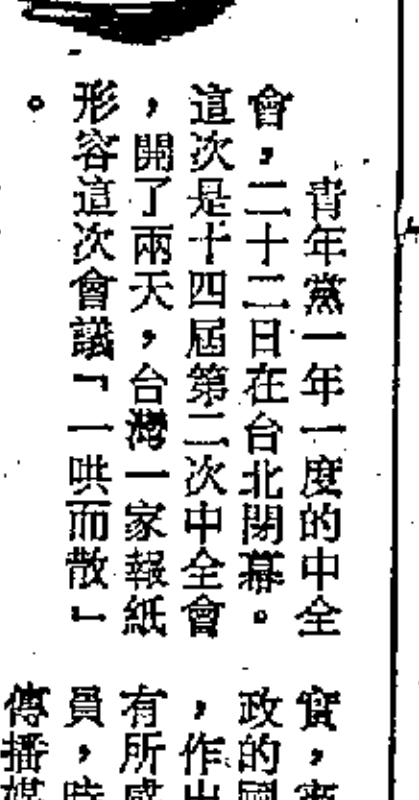 青年黨一年一度的中全
會，二十二日在台北閉幕。
這次是十四屆第二次中全會
，開了兩天，台灣一家報紙
形容這次會議『一哄而散』
。
實，
政的國
，作出
有所感
員，時
傳播媒